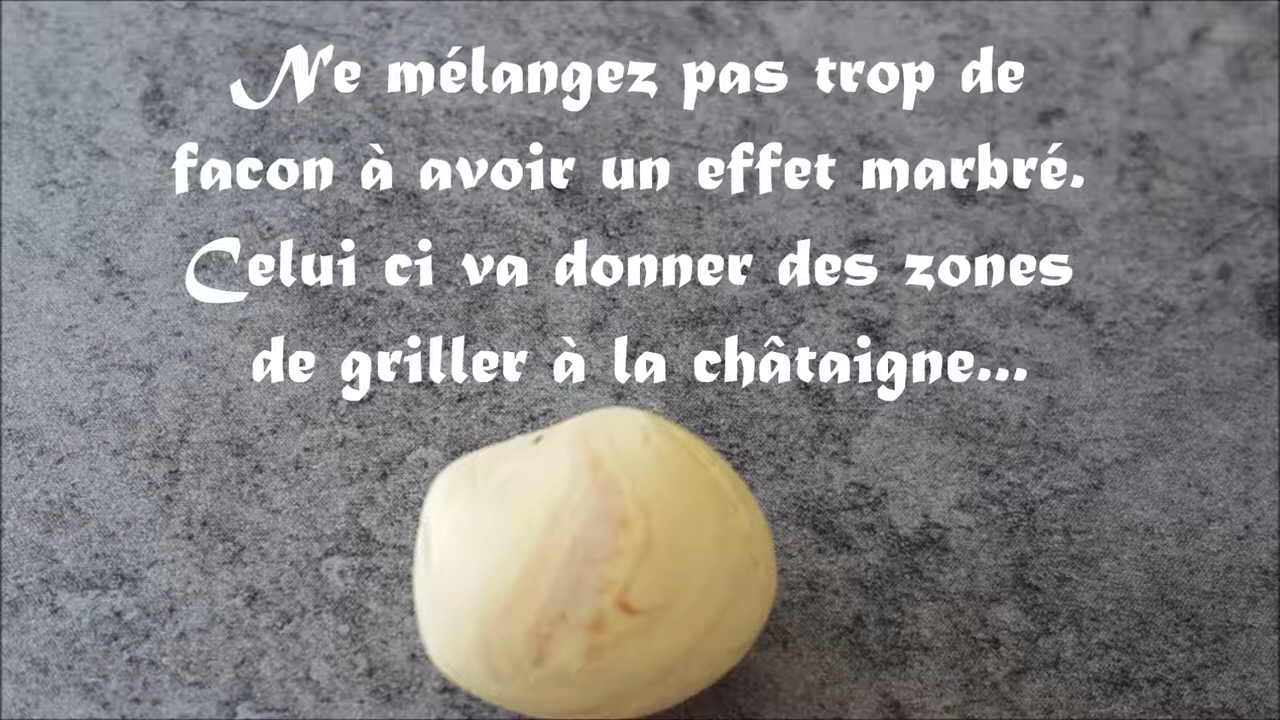 Ne mélangez pas trop de
facon à avoir un effet marbré.
Celui ci va donner des zones
de griller à la châtaigne...